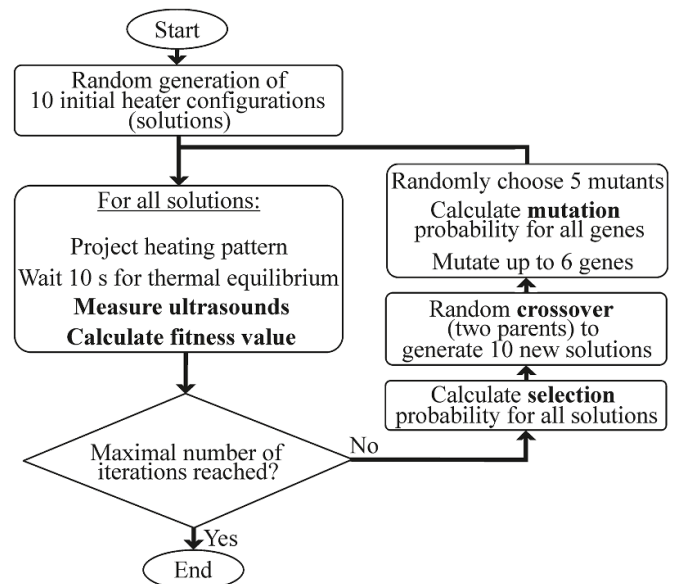 Start
Random generation of
10 initial heater configurations
(solutions)
For all solutions:
Project heating pattern
Wait 10 s for thermal equilibrium
Measure ultrasounds
Calculate fitness value
Maximal number of
iterations reached?
No
Yes
End
Calculate selection
probability for all solutions
Random crossover
(two parents) to
generate 10 new solutions
Randomly choose 5 mutants
Calculate mutation
probability for all genes
Mutate up to 6 genes